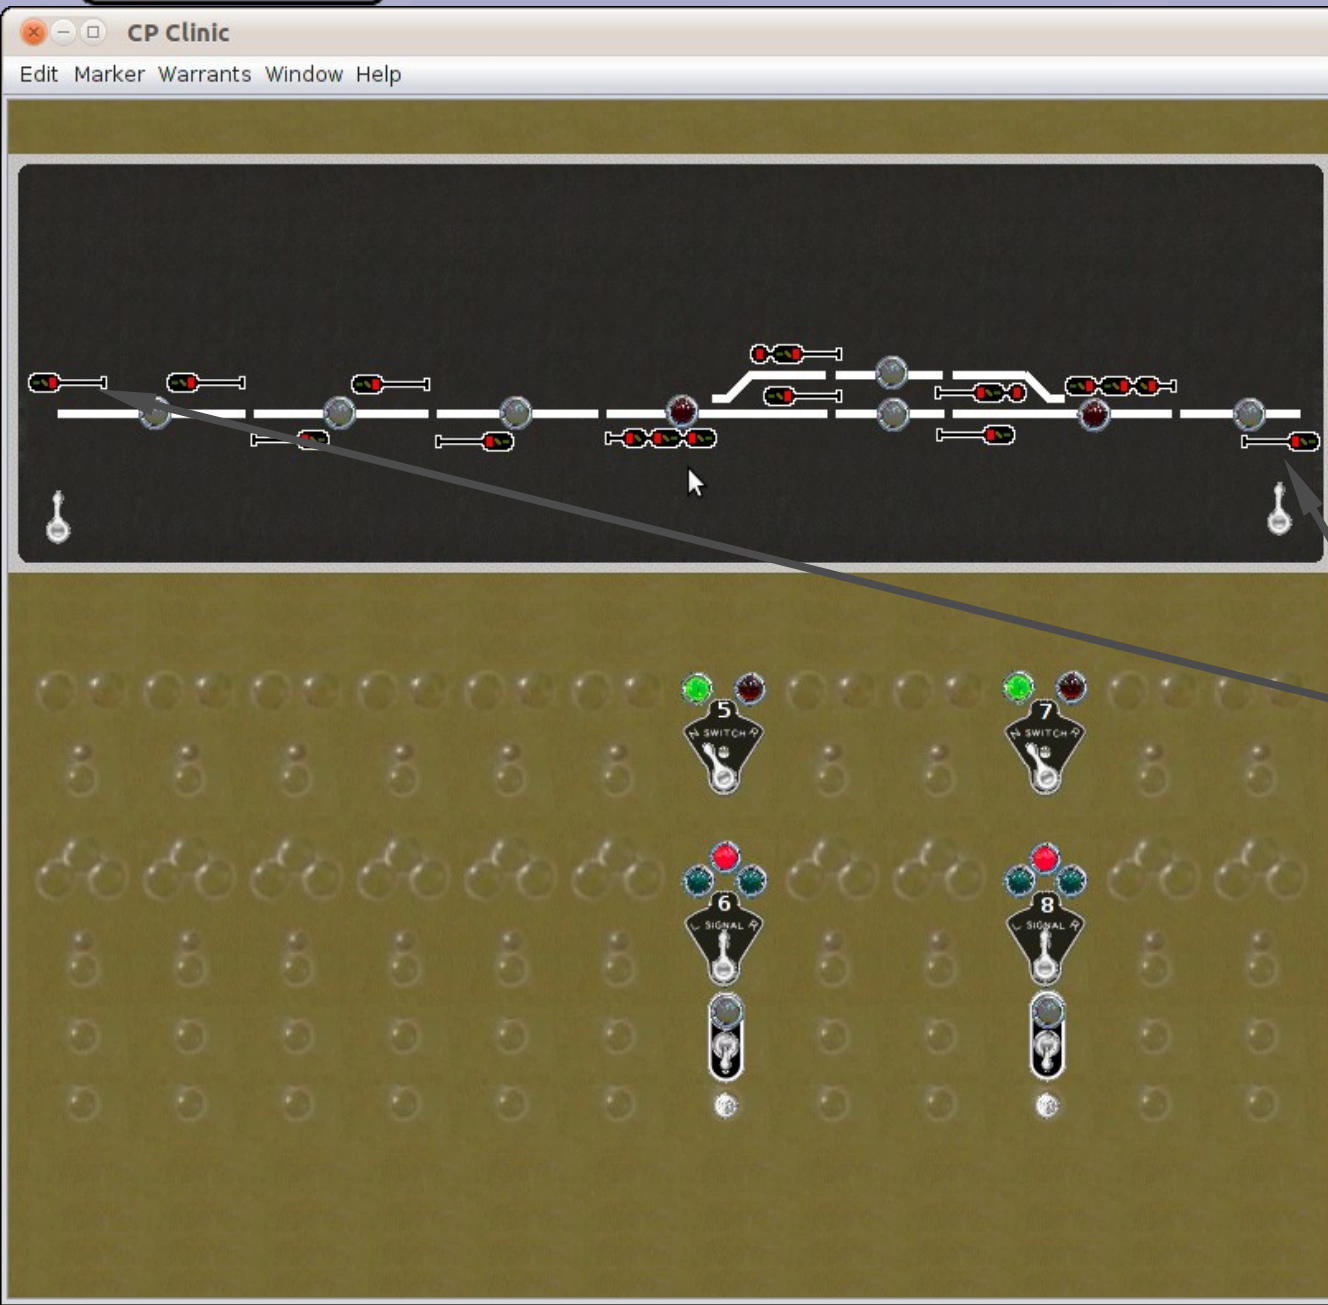 CP Clinic
Edit Marker Warrants Window Help
5 7
N SWITCH R N SWITCH R
6 8
L SIGNAL R L SIGNAL R